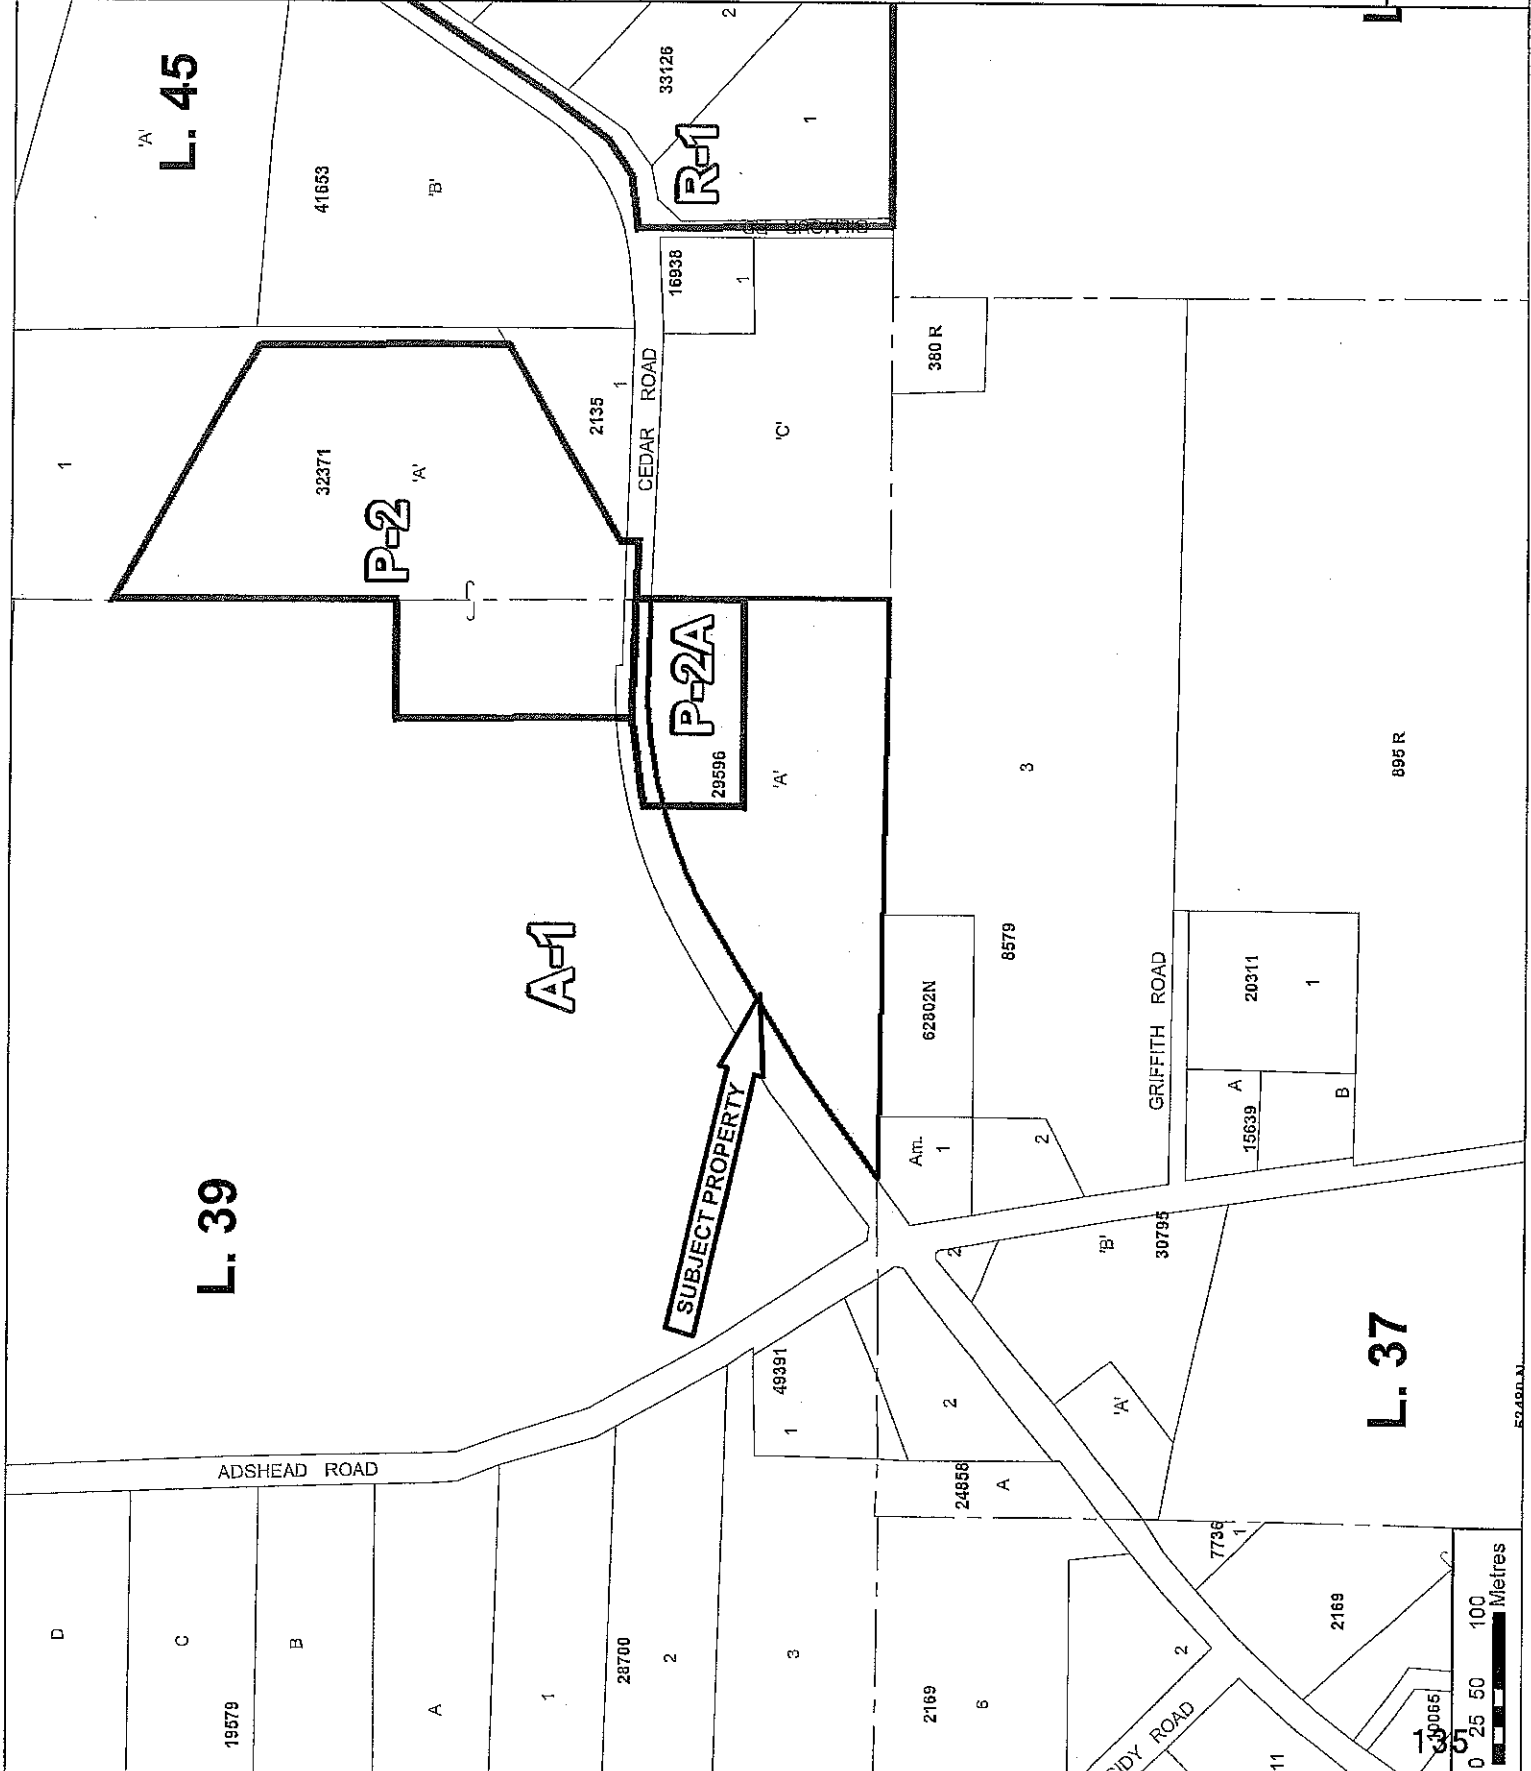 L. 45
'A'
41653
'B'
33126
2
1
R-1
16938
1
380 R
1
32371
'A'
P-2
2135
1
CEDAR ROAD
'C'
P-2A
29596
'A'
3
895 R
A-1
8579
62802N
GRIFFITH ROAD
20311
1
15639
A
B
Am.
1
2
SUBJECT PROPERTY
L. 39
2
'B'
30795
49391
1
2
'A'
L. 37
ADSHEAD ROAD
24858
A
7736
1
D
C
B
19579
A
1
28700
2
3
2169
6
2
2169
ROAD
11
0 25 50 100
Metres
135